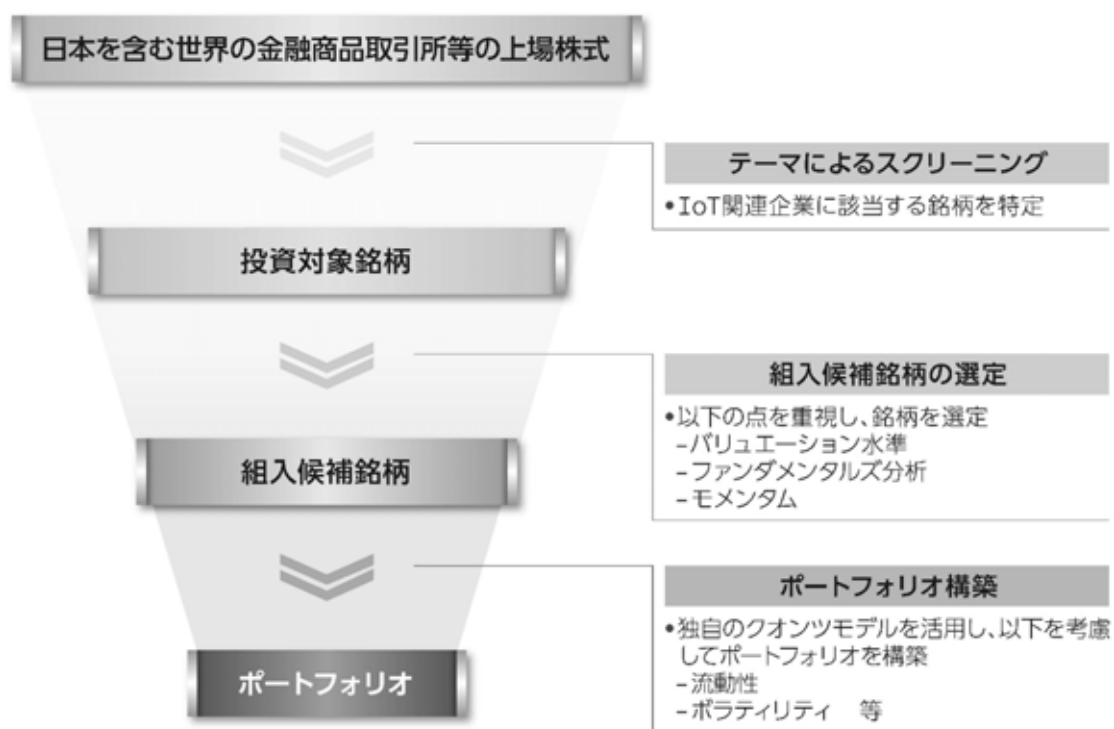 日本を含む世界の金融商品取引所等の上場株式
テーマによるスクリーニング
•IoT関連企業に該当する銘柄を特定
投資対象銘柄
組入候補銘柄の選定
•以下の点を重視し、銘柄を選定
–バリュエーション水準
–ファンダメンタルズ分析
–モメンタム
組入候補銘柄
ポートフォリオ構築
•独自のクオンツモデルを活用し、以下を考慮
してポートフォリオを構築
–流動性
–ボラティリティ　等
ポートフォリオ